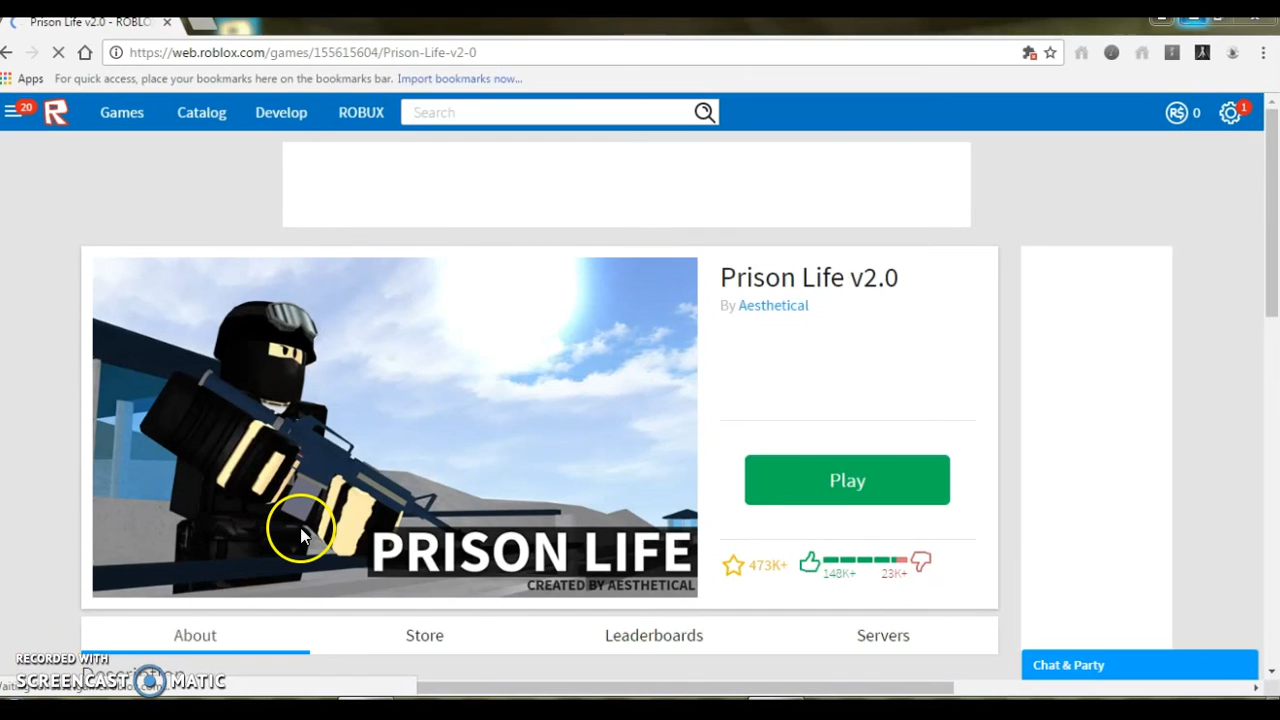 Prison Life v2.0 - ROBLO
https://web.roblox.com/games/155615604/Prison-Life-v2-0
Apps For quick access, place your bookmarks here on the bookmarks bar. Import bookmarks now...
20 Games Catalog Develop ROBUX Search R$ 0 1
Prison Life v2.0
By Aesthetical
Play
PRISON LIFE
CREATED BY AESTHETICAL
473K+ 148K+ 23K+
About Store Leaderboards Servers
Description
RECORDED WITH
SCREENCAST MATIC
Chat & Party